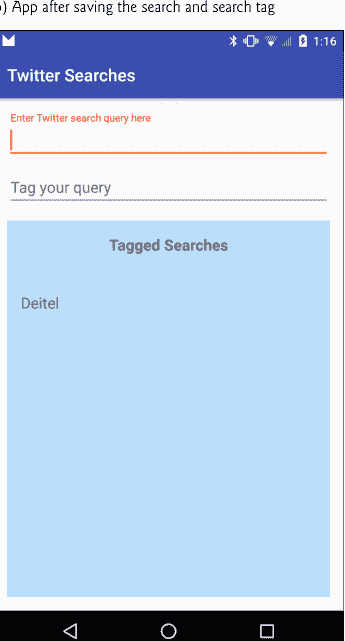 ) App after saving the search and search tag
1:16
Twitter Searches
Enter Twitter search query here
Tag your query
Tagged Searches
Deitel